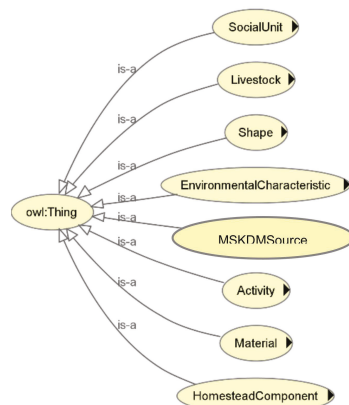 SocialUnit
is-a
Livestock
is-a
Shape
is-a
EnvironmentalCharacteristic
is-a
owl:Thing
is-a
MSKDMSource
is-a
Activity
is-a
Material
is-a
HomesteadComponent